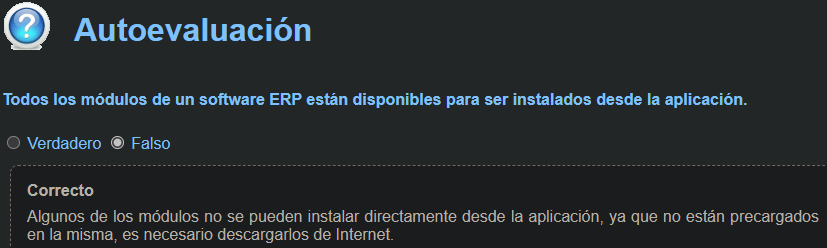 Autoevaluación
Todos los módulos de un software ERP están disponibles para ser instalados desde la aplicación.
Verdadero Falso
Correcto
Algunos de los módulos no se pueden instalar directamente desde la aplicación, ya que no están precargados
en la misma, es necesario descargarlos de Internet.